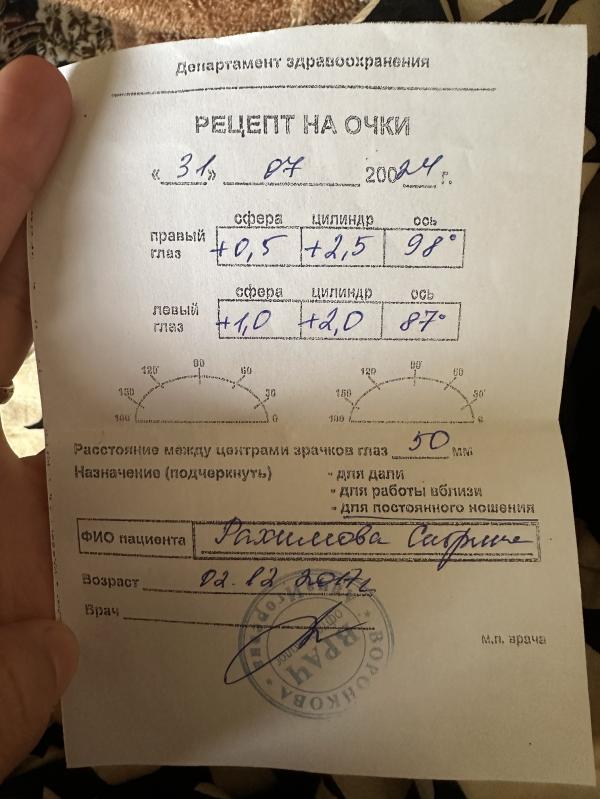 Департамент здравоохранения
РЕЦЕПТ НА ОЧКИ
« 31 » 07 20024 г.
сфера цилиндр ось
правый глаз +0,5 +2,5 98°
сфера цилиндр ось
левый глаз +1,0 +2,0 87°
180 150 120 90 60 30 0
180 150 120 90 60 30 0
Расстояние между центрами зрачков глаз 50 мм
Назначение (подчеркнуть) - для дали
- для работы вблизи
- для постоянного ношения
ФИО пациента Рахимова
Возраст 02.12 2017г
Врач
м.п. врача
ВОРОНКОВА
ВРАЧ